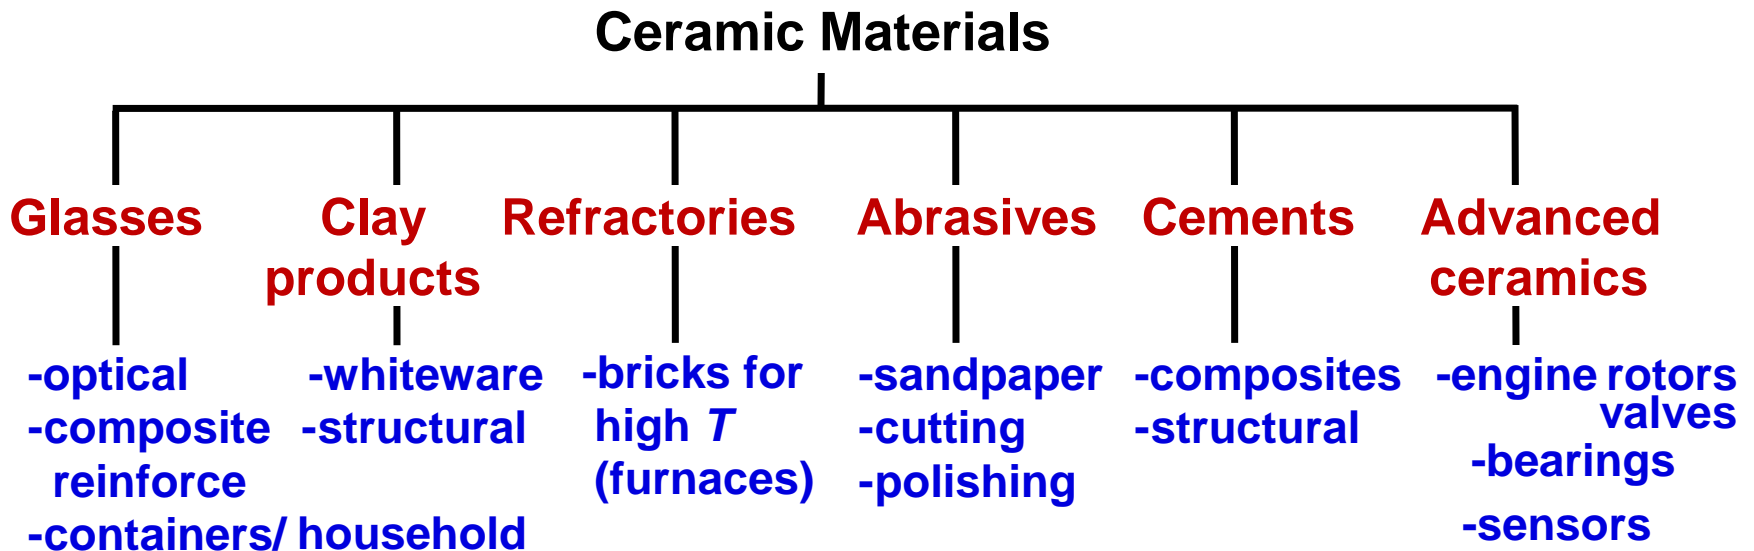 Ceramic Materials
Glasses
Clay
products
Refractories
Abrasives
Cements
Advanced
ceramics
-optical
-composite
reinforce
-containers/ household
-whiteware
-structural
-bricks for
high T
(furnaces)
-sandpaper
-cutting
-polishing
-composites
-structural
-engine rotors
valves
-bearings
-sensors